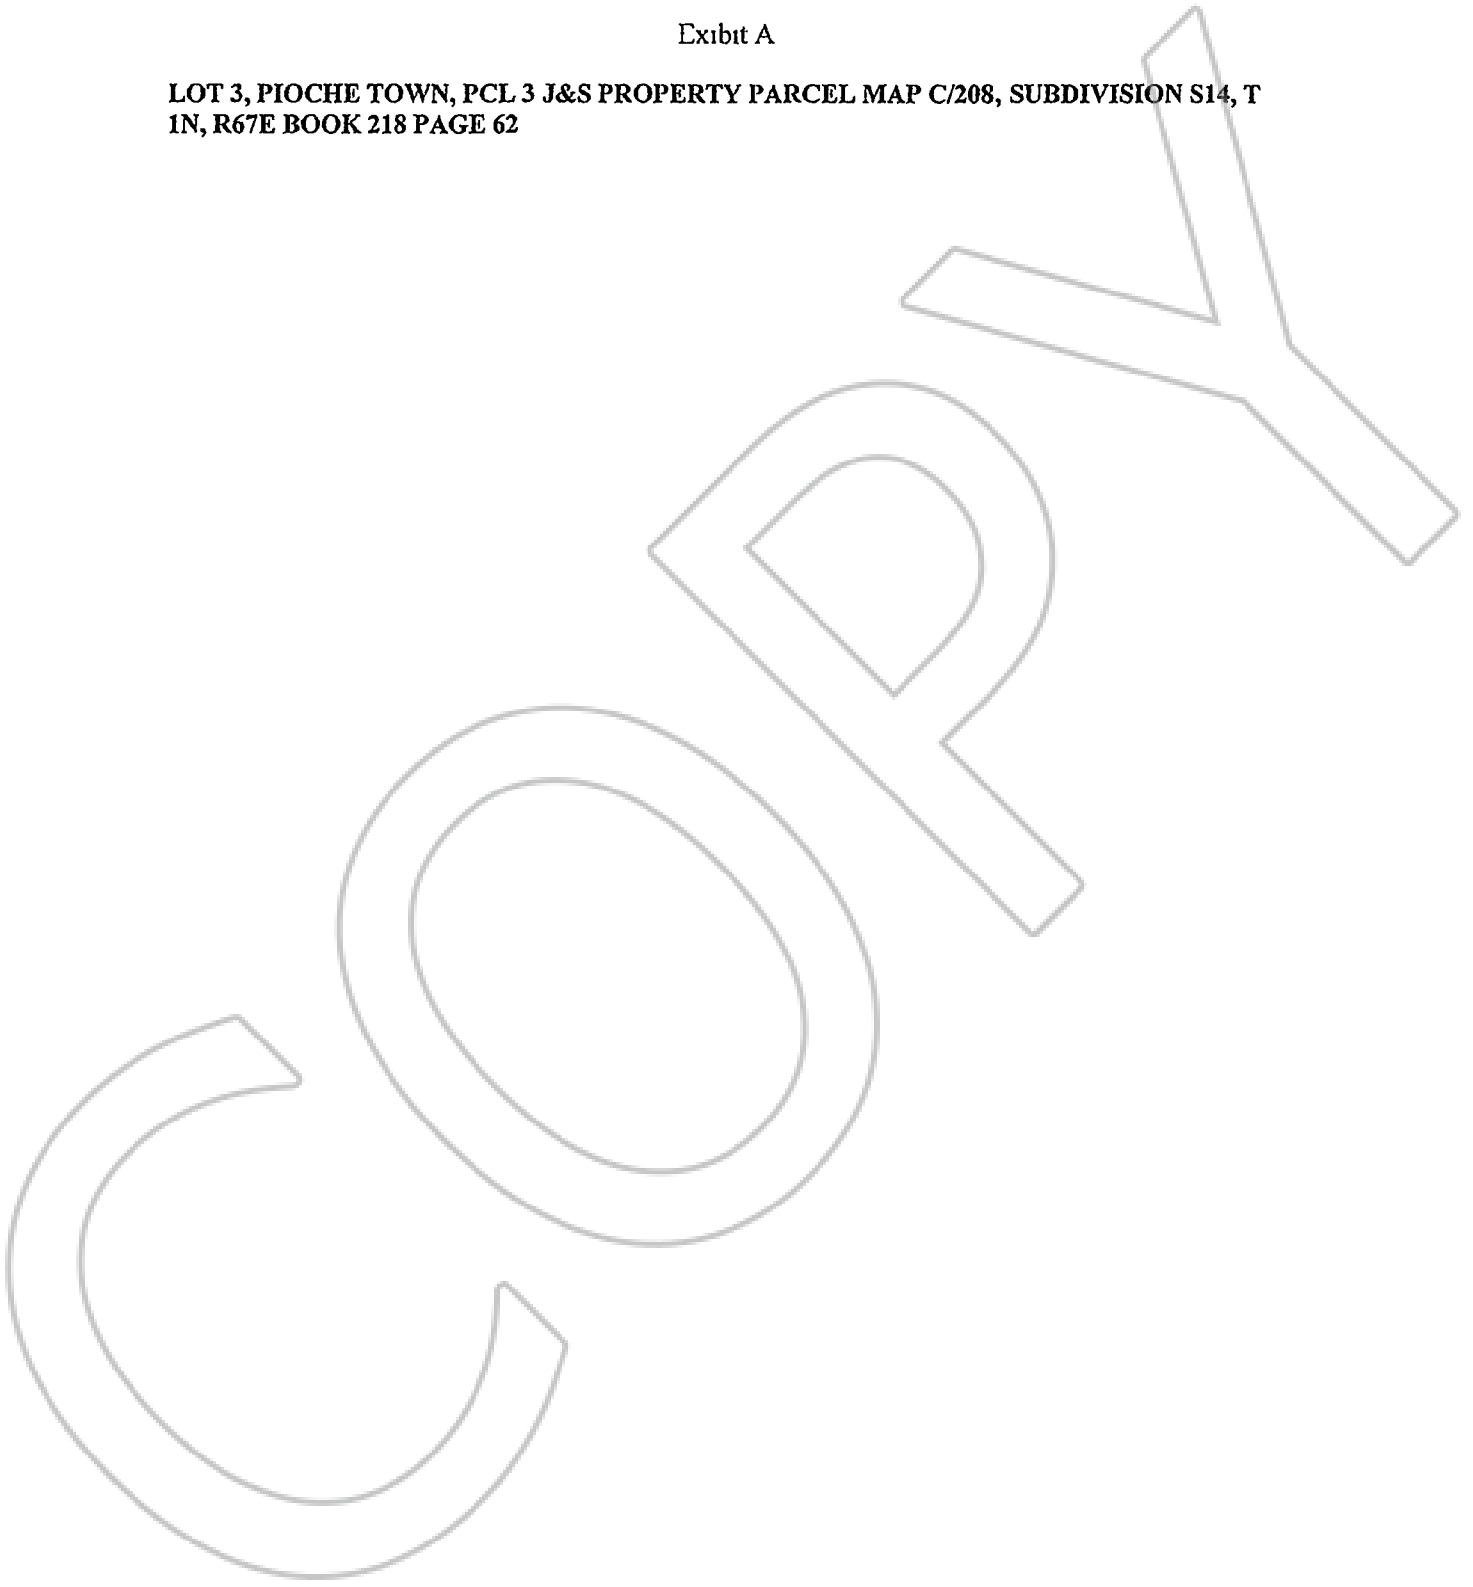 Exibit A
LOT 3, PIOCHE TOWN, PCL 3 J&S PROPERTY PARCEL MAP C/208, SUBDIVISION S14, T
1N, R67E BOOK 218 PAGE 62
COPY